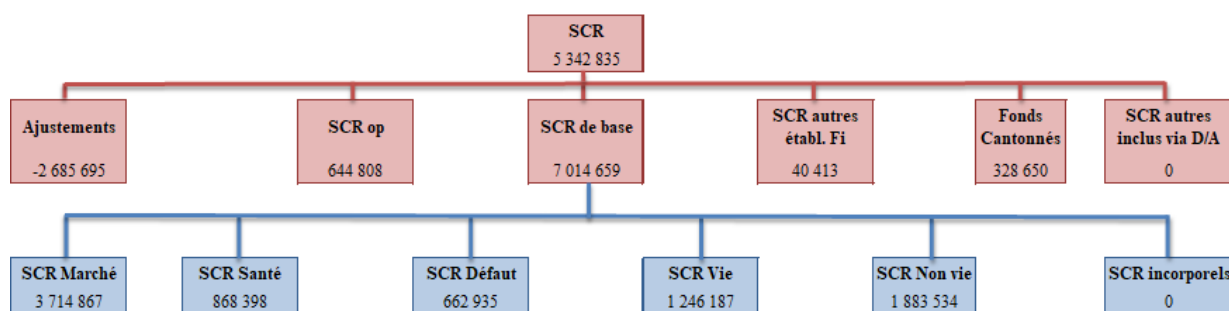 SCR
5 342 835
Ajustements
-2 685 695
SCR op
644 808
SCR de base
7 014 659
SCR autres
établ. Fi
40 413
Fonds
Cantonnés
328 650
SCR autres
inclus via D/A
0
SCR Marché
3 714 867
SCR Santé
868 398
SCR Défaut
662 935
SCR Vie
1 246 187
SCR Non vie
1 883 534
SCR incorporels
0